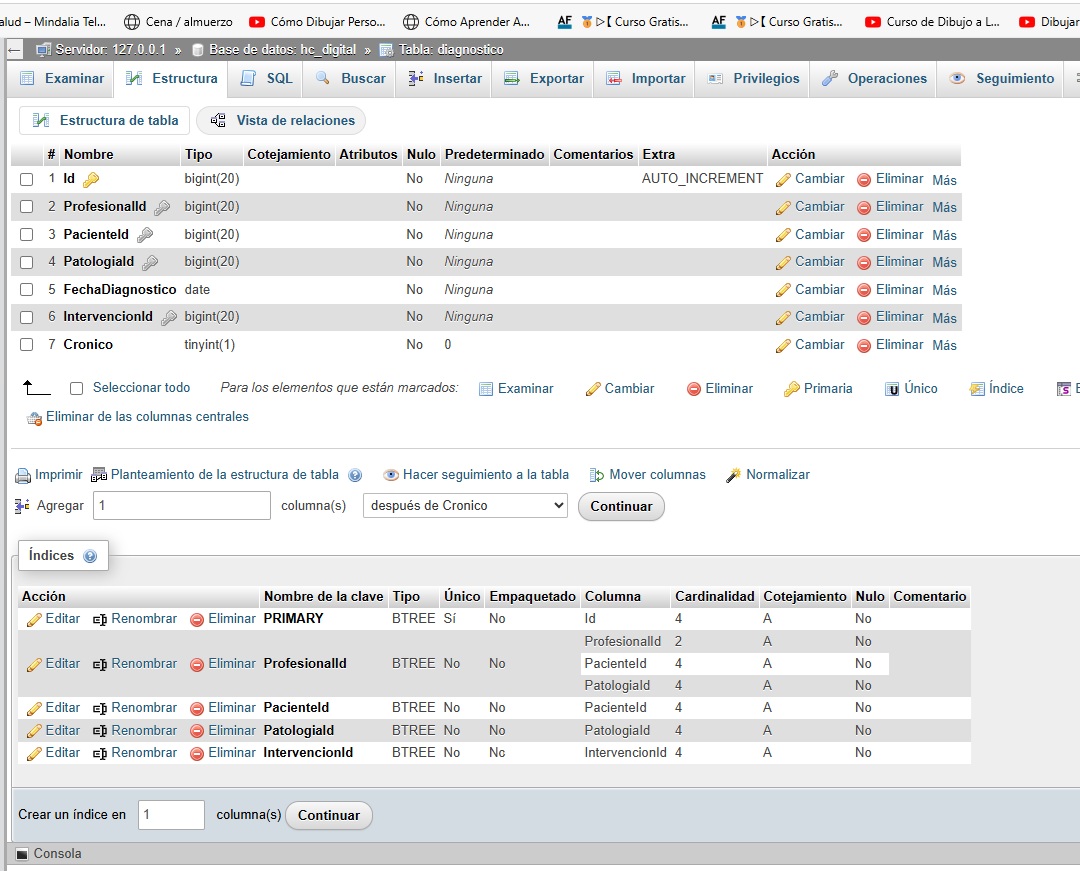 alud – Mindalia Tel... Cena / almuerzo Cómo Dibujar Perso... Cómo Aprender A... AF Curso Gratis... AF Curso Gratis... Curso de Dibujo a L... Dibujar
Servidor: 127.0.0.1 » Base de datos: hc_digital » Tabla: diagnostico
Examinar Estructura SQL Buscar Insertar Exportar Importar Privilegios Operaciones Seguimiento
Estructura de tabla Vista de relaciones
# Nombre Tipo Cotejamiento Atributos Nulo Predeterminado Comentarios Extra Acción
1 Id bigint(20) No Ninguna AUTO_INCREMENT Cambiar Eliminar Más
2 ProfesionalId bigint(20) No Ninguna Cambiar Eliminar Más
3 PacienteId bigint(20) No Ninguna Cambiar Eliminar Más
4 PatologiaId bigint(20) No Ninguna Cambiar Eliminar Más
5 FechaDiagnostico date No Ninguna Cambiar Eliminar Más
6 IntervencionId bigint(20) No Ninguna Cambiar Eliminar Más
7 Cronico tinyint(1) No 0 Cambiar Eliminar Más
Seleccionar todo Para los elementos que están marcados: Examinar Cambiar Eliminar Primaria Único Índice
Eliminar de las columnas centrales
Imprimir Planteamiento de la estructura de tabla Hacer seguimiento a la tabla Mover columnas Normalizar
Agregar 1 columna(s) después de Cronico Continuar
Índices
Acción Nombre de la clave Tipo Único Empaquetado Columna Cardinalidad Cotejamiento Nulo Comentario
Editar Renombrar Eliminar PRIMARY BTREE Sí No Id 4 A No
ProfesionalId 2 A No
Editar Renombrar Eliminar ProfesionalId BTREE No No PacienteId 4 A No
PatologiaId 4 A No
Editar Renombrar Eliminar PacienteId BTREE No No PacienteId 4 A No
Editar Renombrar Eliminar PatologiaId BTREE No No PatologiaId 4 A No
Editar Renombrar Eliminar IntervencionId BTREE No Nc IntervencionId 4 A No
Crear un índice en 1 columna(s) Continuar
Consola